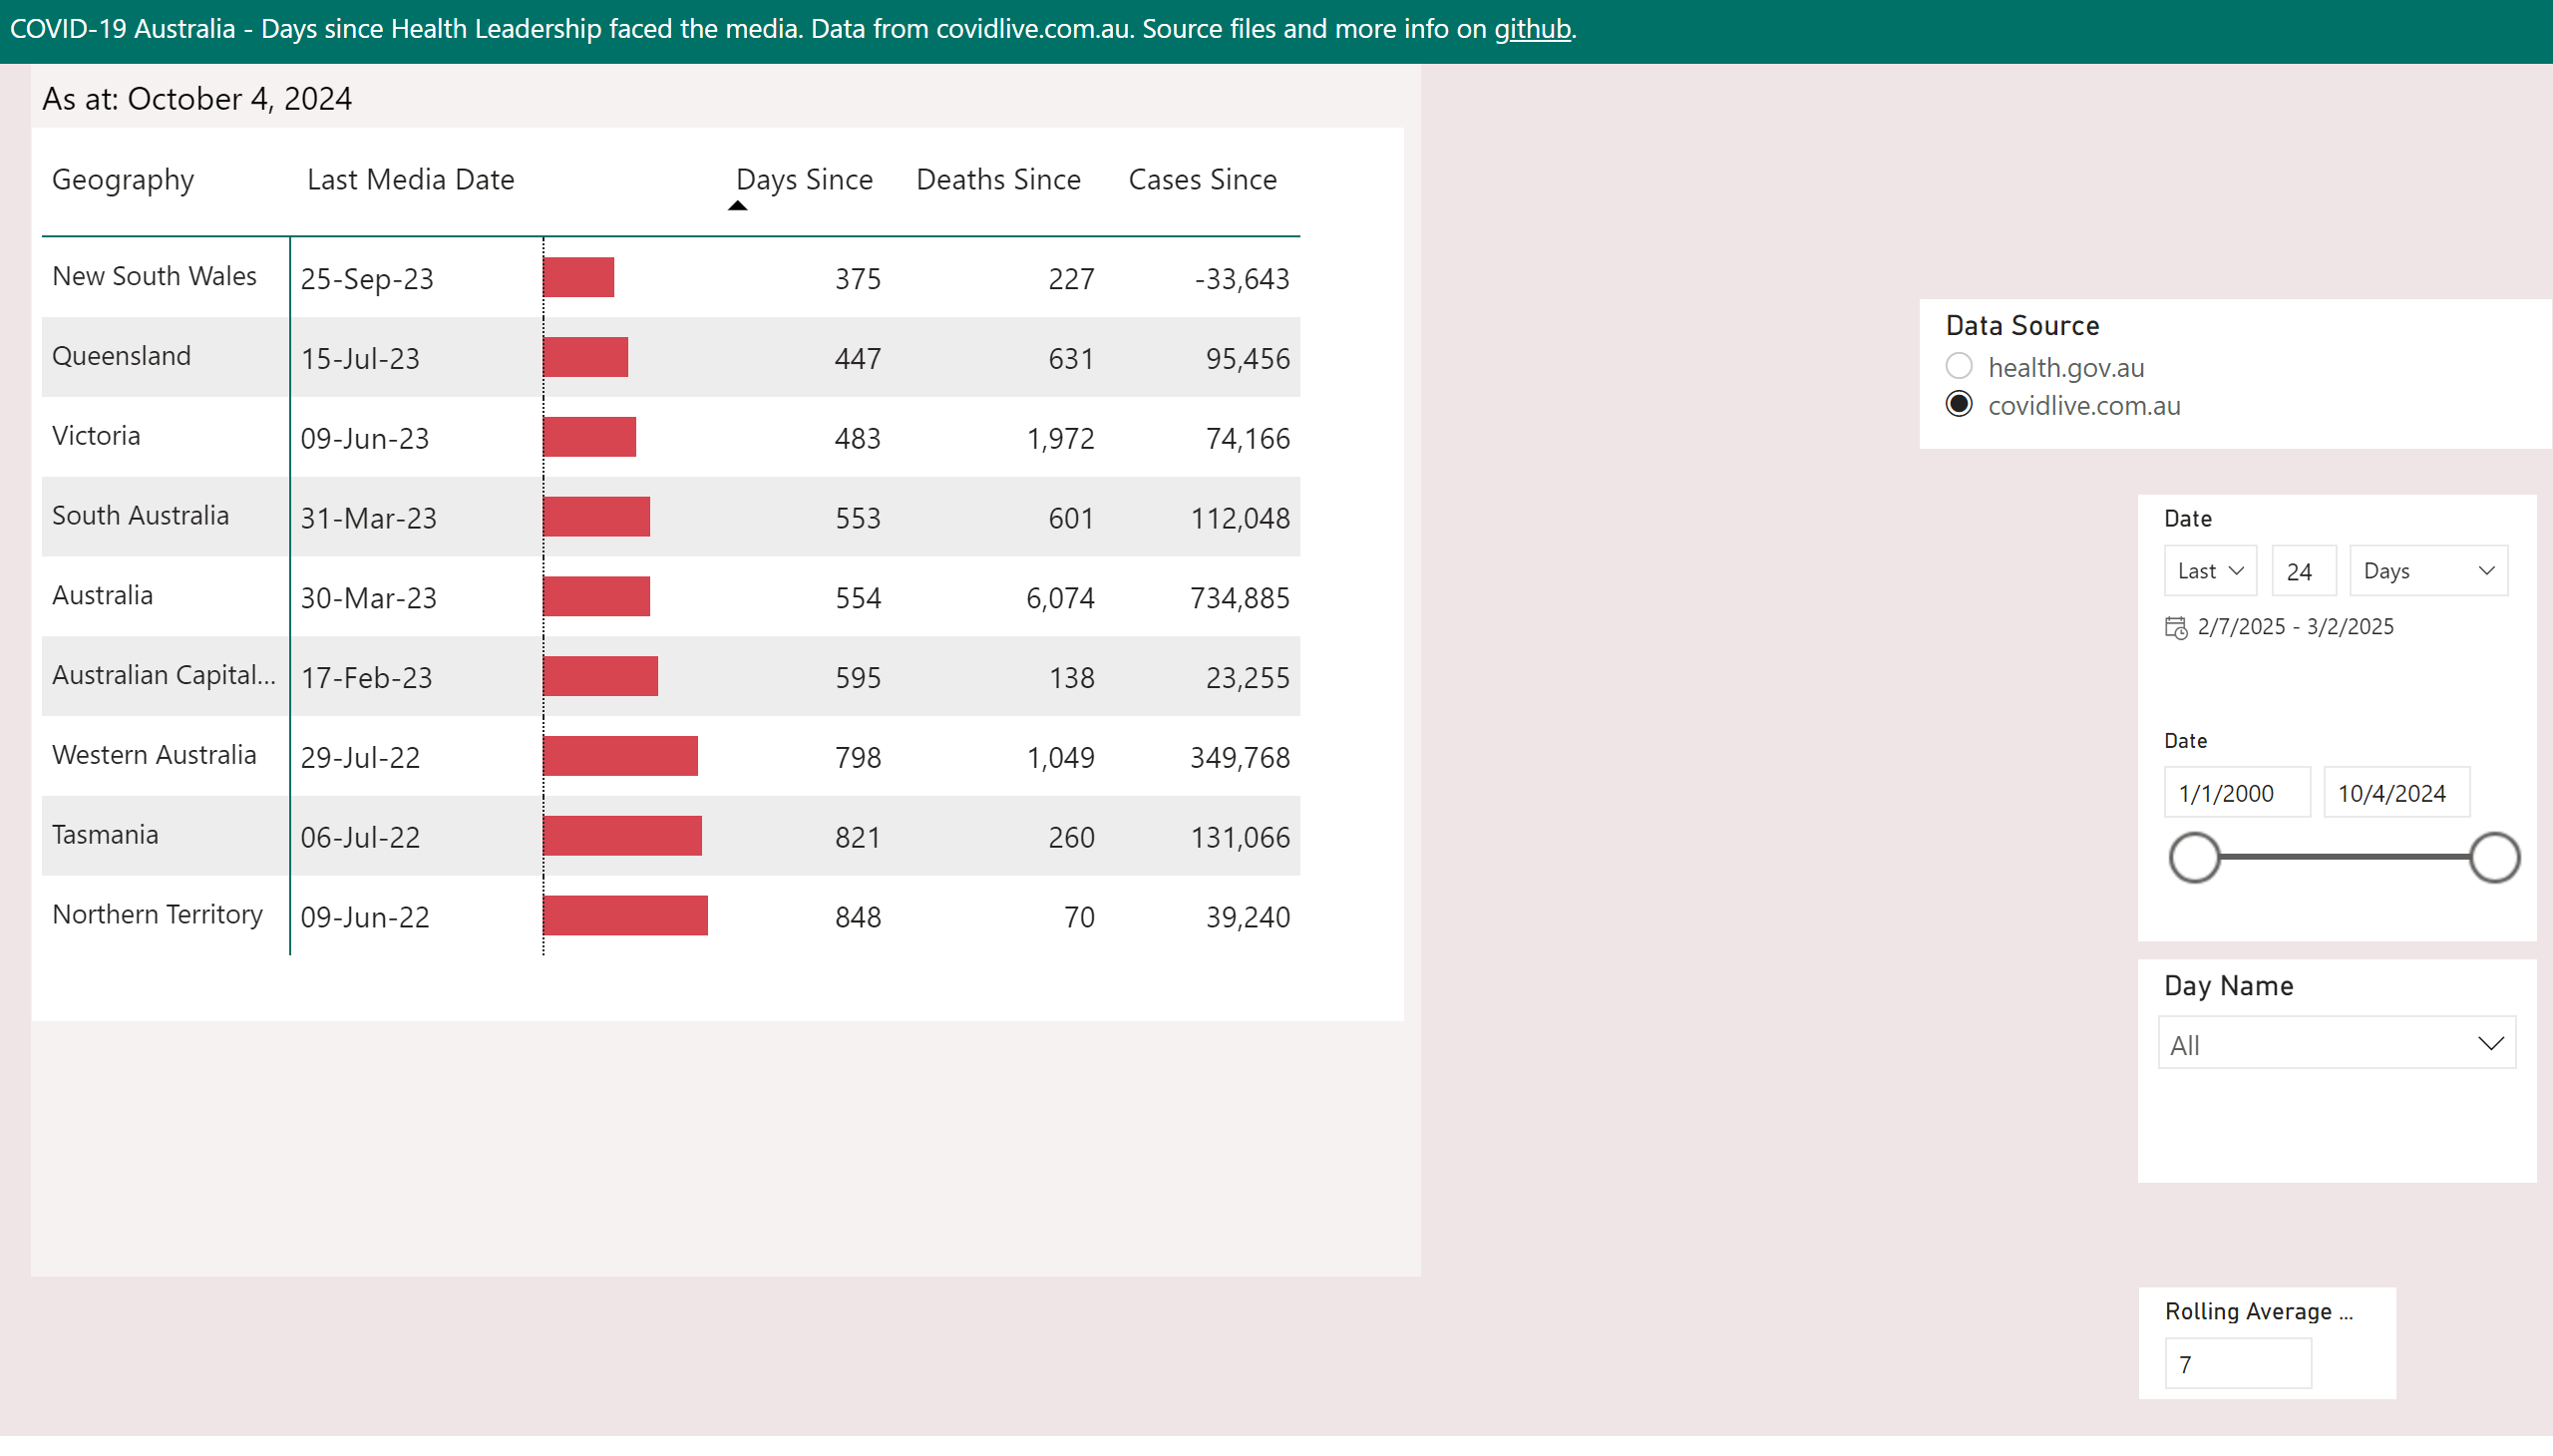 COVID-19 Australia - Days since Health Leadership faced the media. Data from covidlive.com.au. Source files and more info on github.
As at: October 4, 2024
Geography Last Media Date Days Since Deaths Since Cases Since
New South Wales 25-Sep-23 375 227 -33,643
Queensland 15-Jul-23 447 631 95,456
Victoria 09-Jun-23 483 1,972 74,166
South Australia 31-Mar-23 553 601 112,048
Australia 30-Mar-23 554 6,074 734,885
Australian Capital... 17-Feb-23 595 138 23,255
Western Australia 29-Jul-22 798 1,049 349,768
Tasmania 06-Jul-22 821 260 131,066
Northern Territory 09-Jun-22 848 70 39,240
Data Source
health.gov.au
covidlive.com.au
Date
Last 24 Days
2/7/2025 - 3/2/2025
Date
1/1/2000 10/4/2024
Day Name
All
Rolling Average ...
7